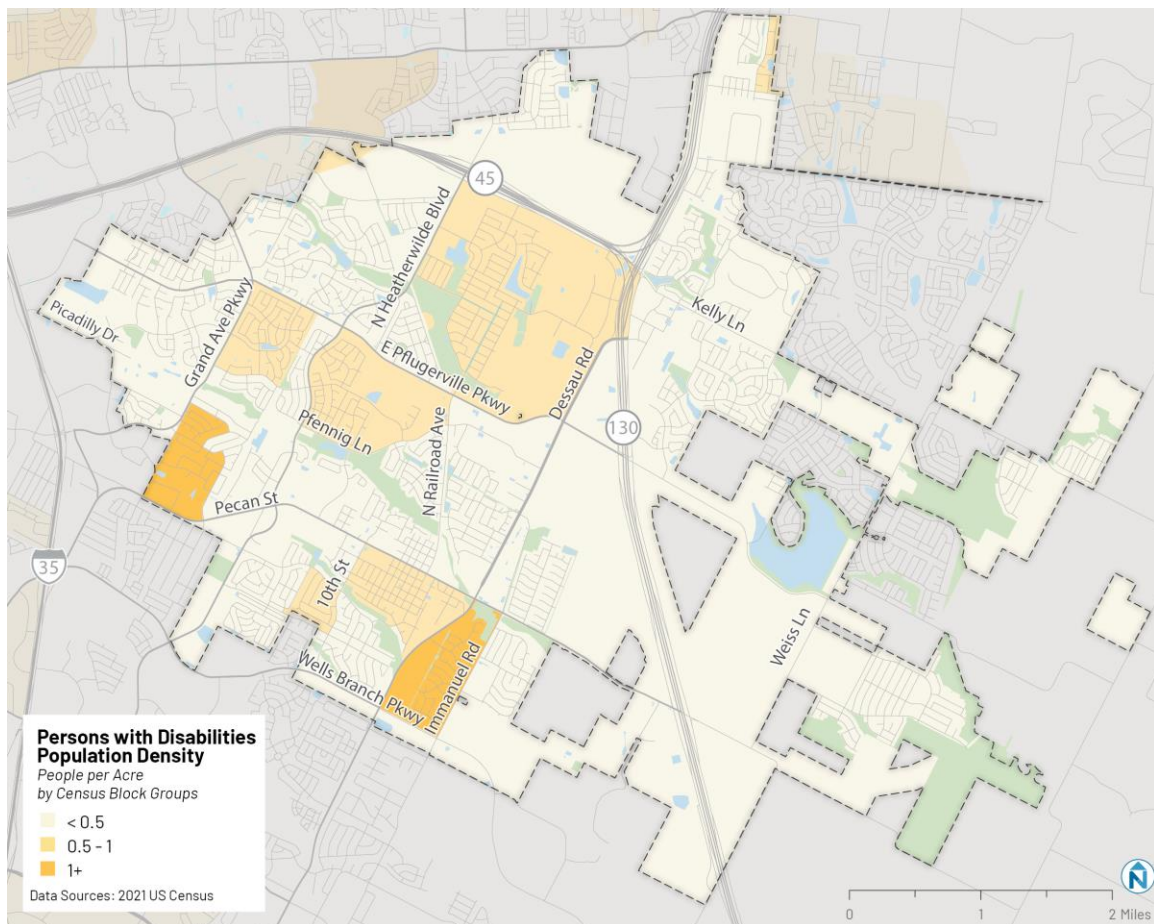 45
N Heatherwilde Blvd
Kelly Ln
Picadilly Dr
Grand Ave Pkwy
E Pflugerville Pkwy
Dessau Rd
130
Pfennig Ln
N Railroad Ave
Pecan St
35
10th St
Weiss Ln
Immanuel Rd
Wells Branch Pkwy
Persons with Disabilities
Population Density
People per Acre
by Census Block Groups
< 0.5
0.5 - 1
1+
Data Sources: 2021 US Census
N
0 1 2 Miles